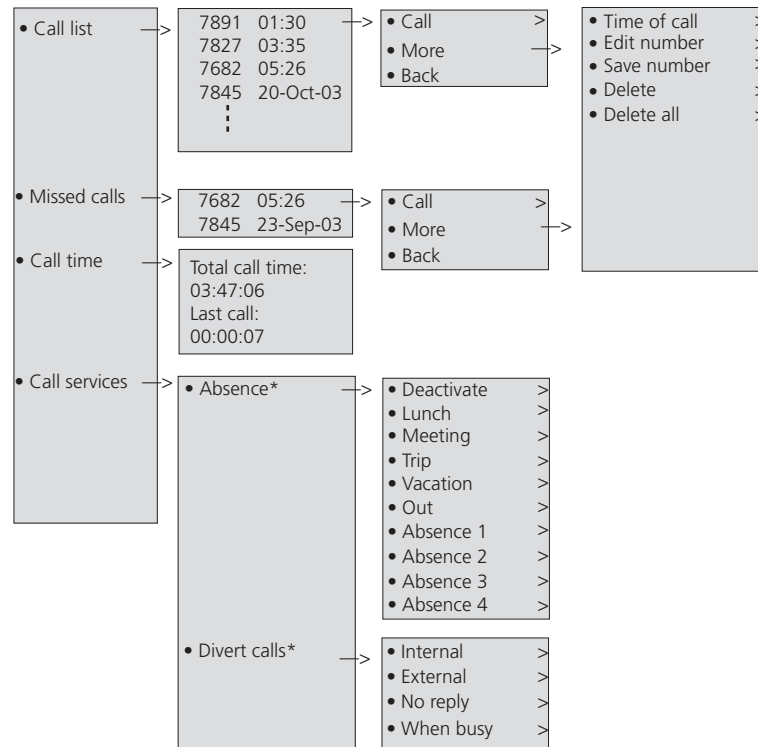 • Call list —>
7891 01:30 —>
7827 03:35
7682 05:26
7845 20-Oct-03
• Call >
• More —>
• Back
• Time of call >
• Edit number >
• Save number >
• Delete >
• Delete all >
• Missed calls —>
7682 05:26 —>
7845 23-Sep-03
• Call >
• More —>
• Back
• Call time —>
Total call time:
03:47:06
Last call:
00:00:07
• Call services —>
• Absence* —>
• Deactivate >
• Lunch >
• Meeting >
• Trip >
• Vacation >
• Out >
• Absence 1 >
• Absence 2 >
• Absence 3 >
• Absence 4 >
• Divert calls* —>
• Internal >
• External >
• No reply >
• When busy >